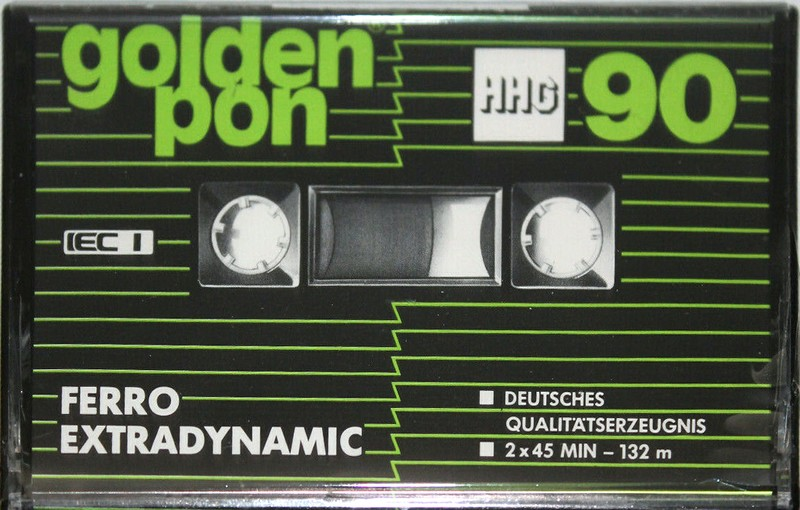 golden
pon
HHG
90
IEC I
FERRO
EXTRADYNAMIC
DEUTSCHES
QUALITÄTSERZEUGNIS
2 x 45 MIN – 132 m